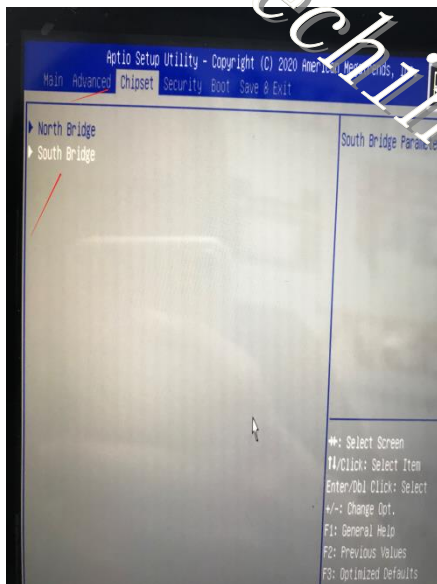 Aptio Setup Utility - Copyright (C) 2020 American Megatrends,
Main Advanced Chipset Security Boot Save & Exit
North Bridge
South Bridge
South Bridge
: Select Screen
↑↓/Click: Select Item
Enter/Dbl Click: Select
+/-: Change Opt.
F1: General Help
F2: Previous Values
F3: Optimized Defaults